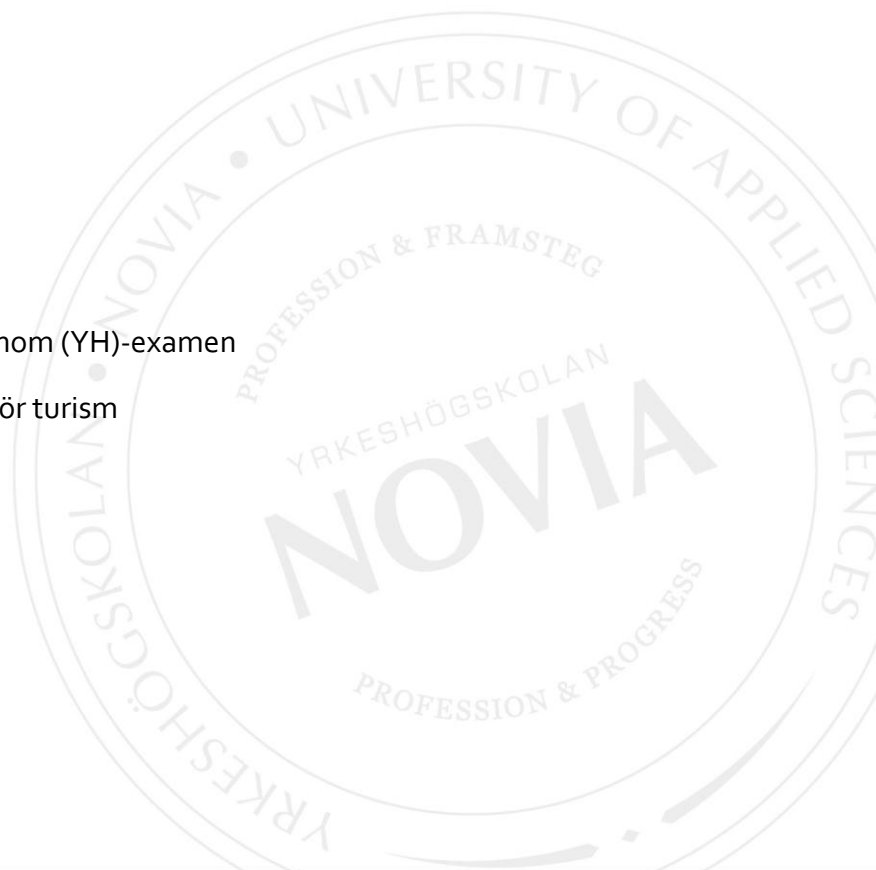 YRKESHÖGSKOLAN • NOVIA • UNIVERSITY OF APPLIED SCIENCES
PROFESSION & FRAMSTEG
nom (YH)-examen
YRKESHÖGSKOLAN
ör turism
NOVIA
PROFESSION & PROGRESS